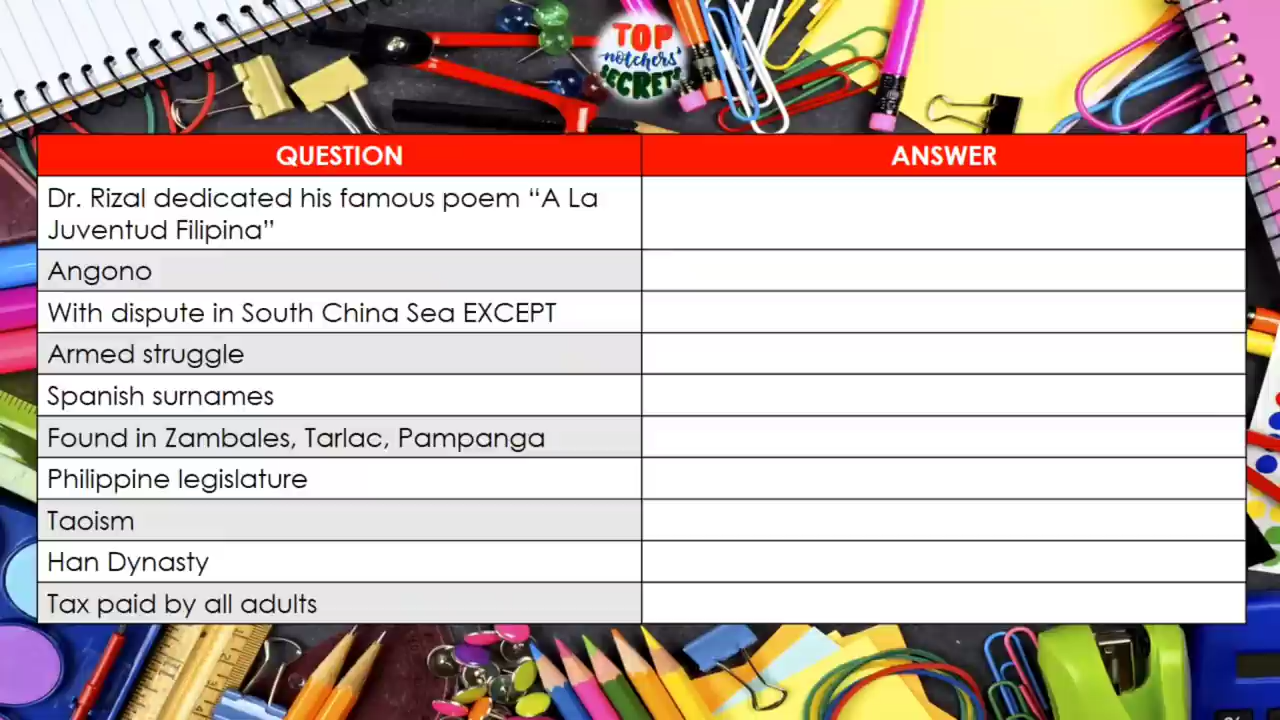 TOP
notchers'
SECRETS
QUESTION
ANSWER
Dr. Rizal dedicated his famous poem “A La
Juventud Filipina”
Angono
With dispute in South China Sea EXCEPT
Armed struggle
Spanish surnames
Found in Zambales, Tarlac, Pampanga
Philippine legislature
Taoism
Han Dynasty
Tax paid by all adults